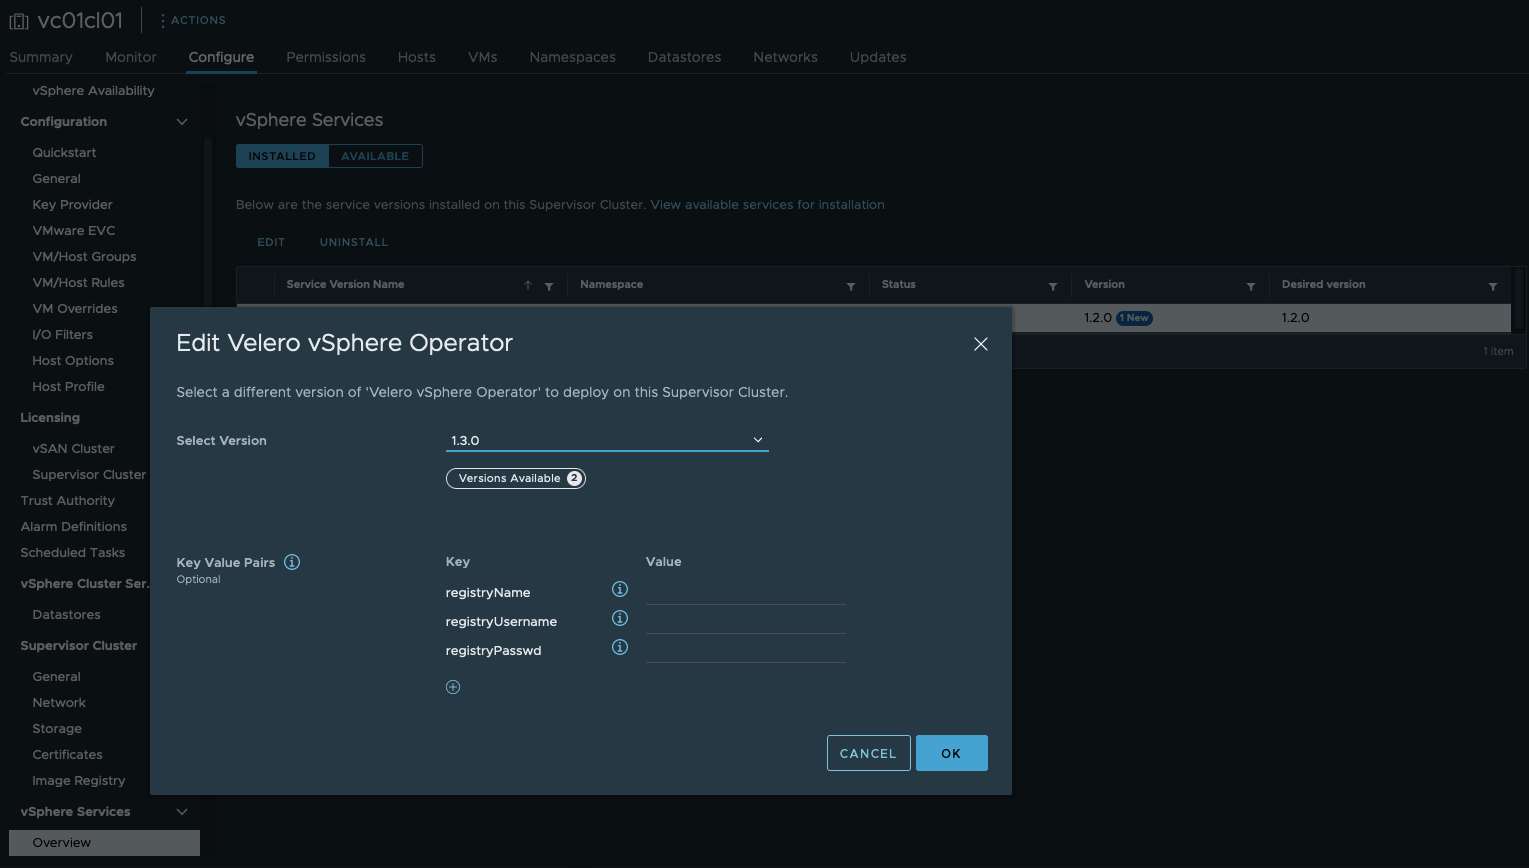 vc01cl01
ACTIONS
Summary Monitor Configure Permissions Hosts VMs Namespaces Datastores Networks Updates
vSphere Availability
Configuration
Quickstart
General
Key Provider
VMware EVC
VM/Host Groups
VM/Host Rules
VM Overrides
I/O Filters
Host Options
Host Profile
Licensing
vSAN Cluster
Supervisor Cluster
Trust Authority
Alarm Definitions
Scheduled Tasks
vSphere Cluster Ser..
Datastores
Supervisor Cluster
General
Network
Storage
Certificates
Image Registry
vSphere Services
Overview
vSphere Services
INSTALLED AVAILABLE
Below are the service versions installed on this Supervisor Cluster. View available services for installation
EDIT UNINSTALL
Service Version Name Namespace Status Version Desired version
1.2.0 1 New 1.2.0
1 item
Edit Velero vSphere Operator
Select a different version of 'Velero vSphere Operator' to deploy on this Supervisor Cluster.
Select Version 1.3.0
Versions Available 2
Key Value Pairs Key Value
Optional
registryName
registryUsername
registryPasswd
CANCEL OK